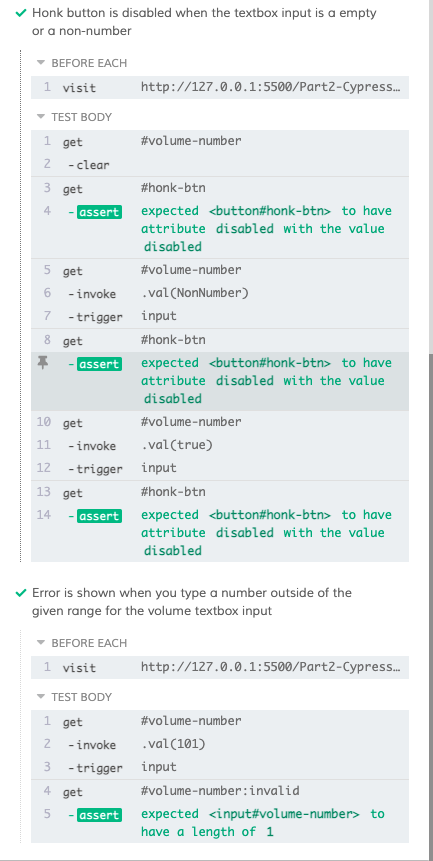 Honk button is disabled when the textbox input is a empty
or a non-number
BEFORE EACH
1 visit http://127.0.0.1:5500/Part2-Cypress…
TEST BODY
1 get #volume-number
2 -clear
3 get #honk-btn
4 -assert expected <button#honk-btn> to have
attribute disabled with the value
disabled
5 get #volume-number
6 -invoke .val(NonNumber)
7 -trigger input
8 get #honk-btn
-assert expected <button#honk-btn> to have
attribute disabled with the value
disabled
10 get #volume-number
11 -invoke .val(true)
12 -trigger input
13 get #honk-btn
14 -assert expected <button#honk-btn> to have
attribute disabled with the value
disabled
Error is shown when you type a number outside of the
given range for the volume textbox input
BEFORE EACH
1 visit http://127.0.0.1:5500/Part2-Cypress…
TEST BODY
1 get #volume-number
2 -invoke .val(101)
3 -trigger input
4 get #volume-number:invalid
5 -assert expected <input#volume-number> to
have a length of 1